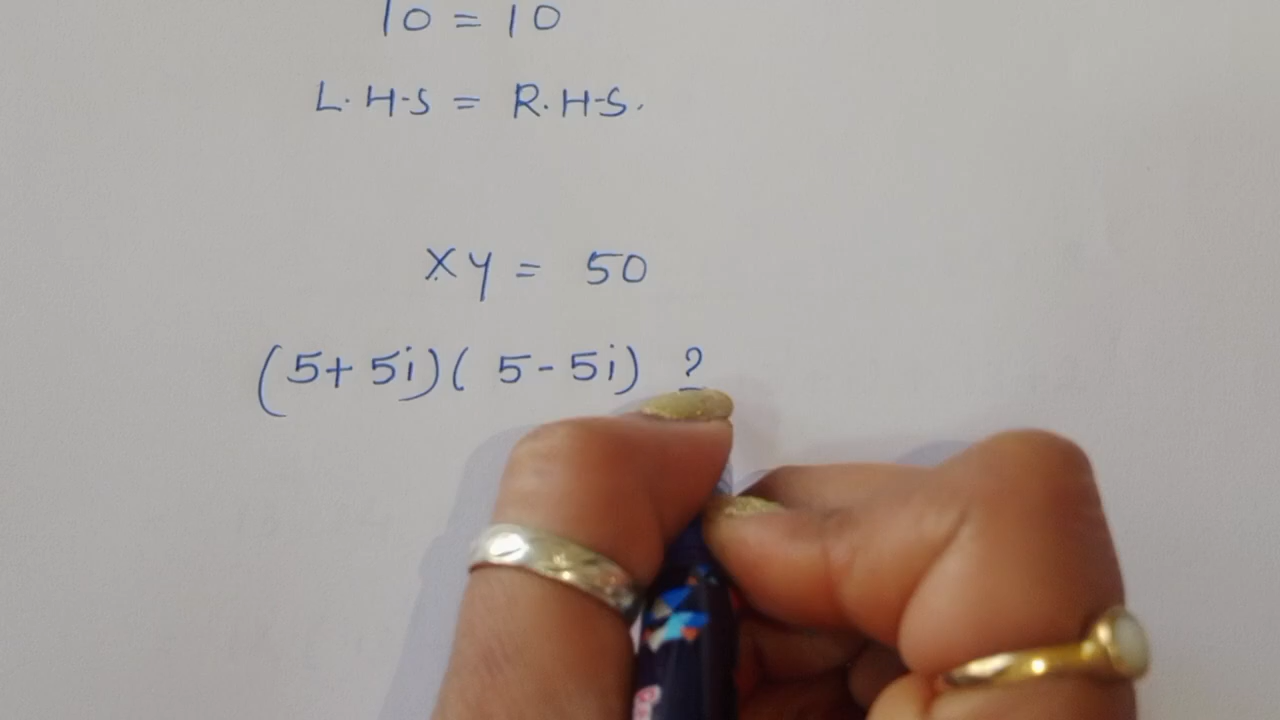 10 = 10
L.H-S = R.H-S.
xy = 50
(5+5i)(5-5i) ?